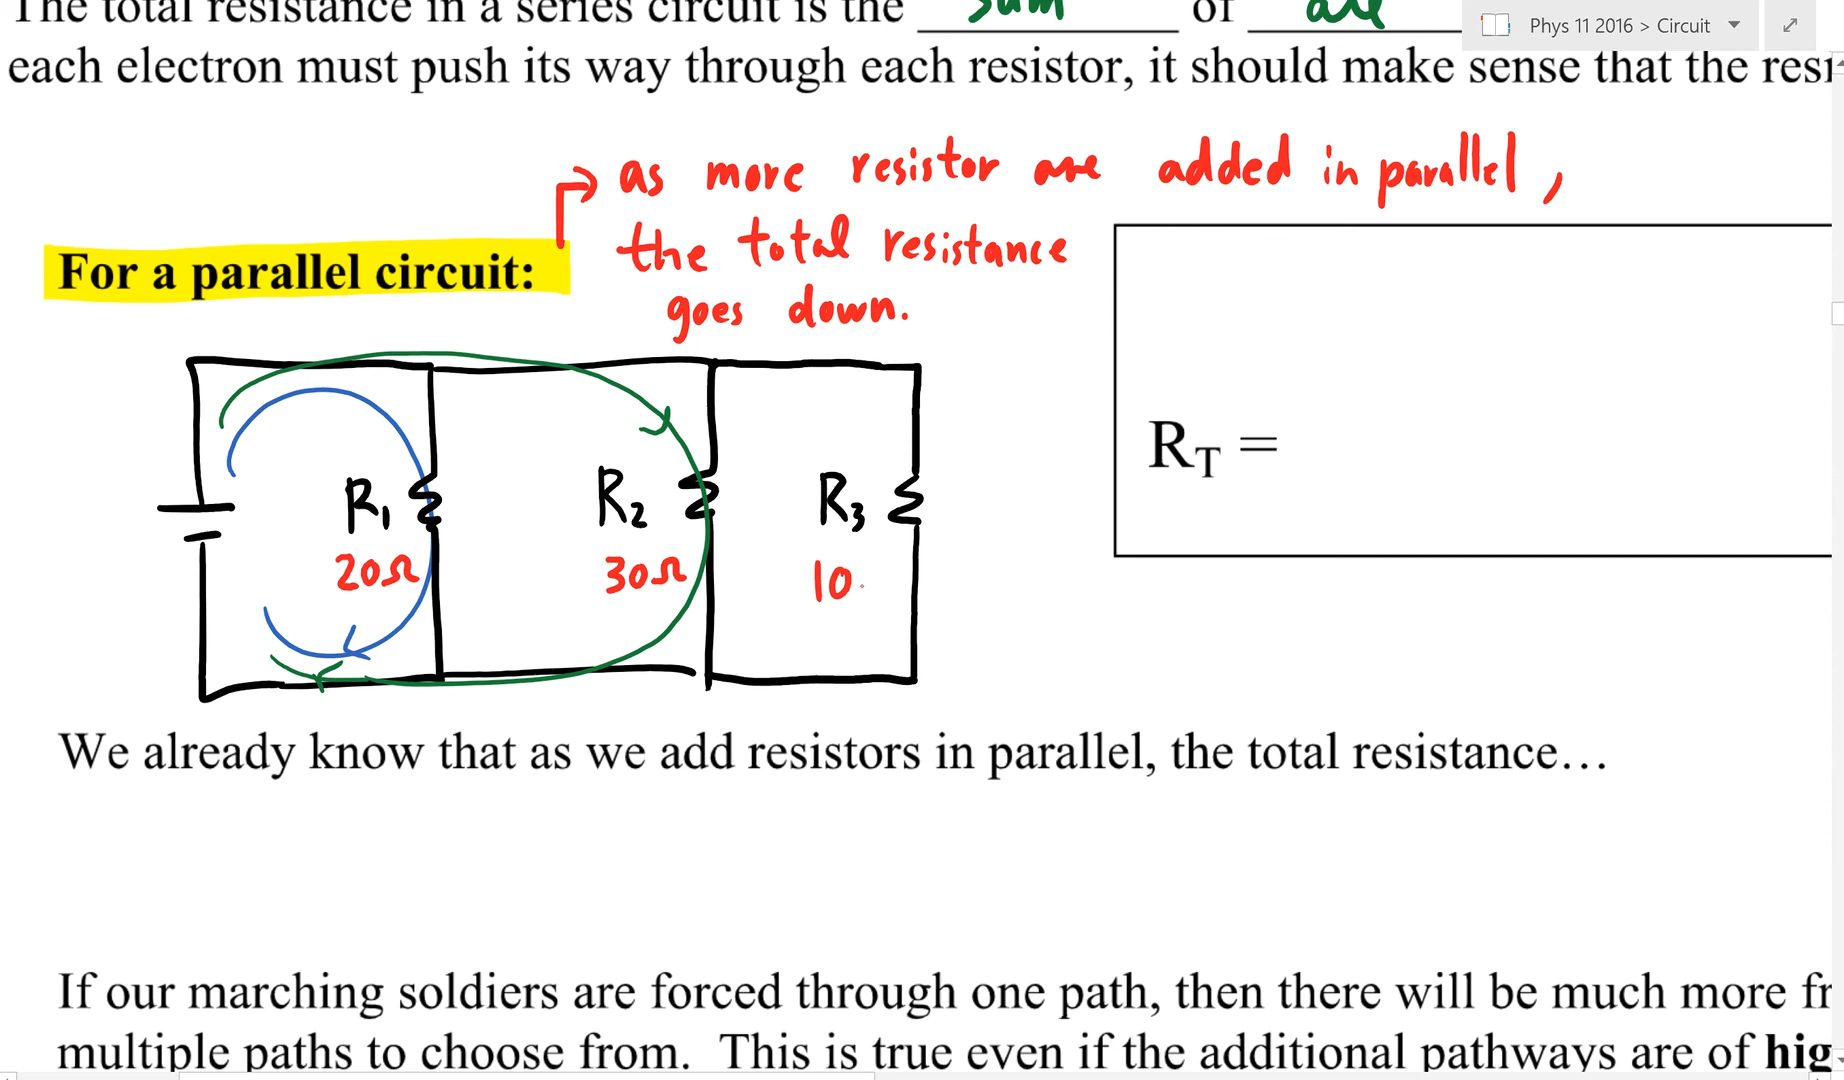 The total resistance in a series circuit is the sum of all
Phys 11 2016 > Circuit
each electron must push its way through each resistor, it should make sense that the resi
as more resistor are added in parallel,
the total resistance
goes down.
For a parallel circuit:
R₁ R₂ R₃
20Ω 30Ω 10
R_T =
We already know that as we add resistors in parallel, the total resistance…
If our marching soldiers are forced through one path, then there will be much more fr
multiple paths to choose from. This is true even if the additional pathways are of hig